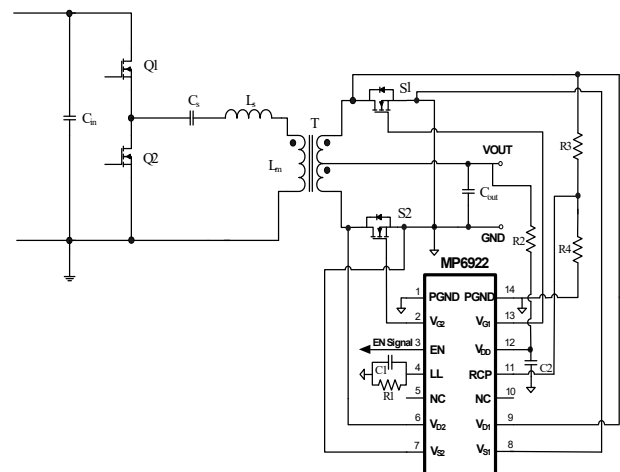 Q1
S1
Cs
Ls
T
Cin
R3
Lm
VOUT
Q2
Cout
S2
GND
R2
R4
MP6922
1 PGND PGND 14
2 VG2 VG1 13
EN Signal 3 EN VDD 12
C1 4 LL RCP 11 C2
R1 5 NC NC 10
6 VD2 VD1 9
7 VS2 VS1 8